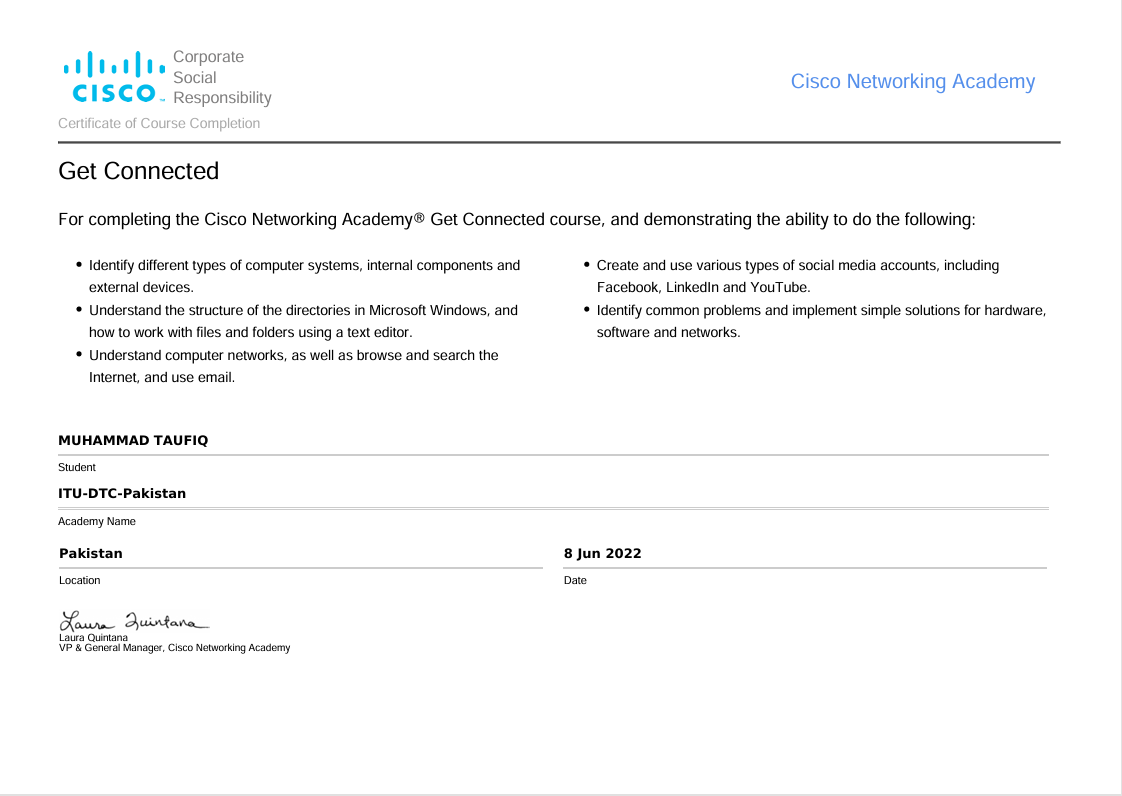 Corporate
Social
Responsibility
CISCO
Cisco Networking Academy
Certificate of Course Completion
Get Connected
For completing the Cisco Networking Academy® Get Connected course, and demonstrating the ability to do the following:
• Identify different types of computer systems, internal components and
external devices.
• Understand the structure of the directories in Microsoft Windows, and
how to work with files and folders using a text editor.
• Understand computer networks, as well as browse and search the
Internet, and use email.
• Create and use various types of social media accounts, including
Facebook, LinkedIn and YouTube.
• Identify common problems and implement simple solutions for hardware,
software and networks.
MUHAMMAD TAUFIQ
Student
ITU-DTC-Pakistan
Academy Name
Pakistan
Location
8 Jun 2022
Date
Laura Quintana
Laura Quintana
VP & General Manager, Cisco Networking Academy